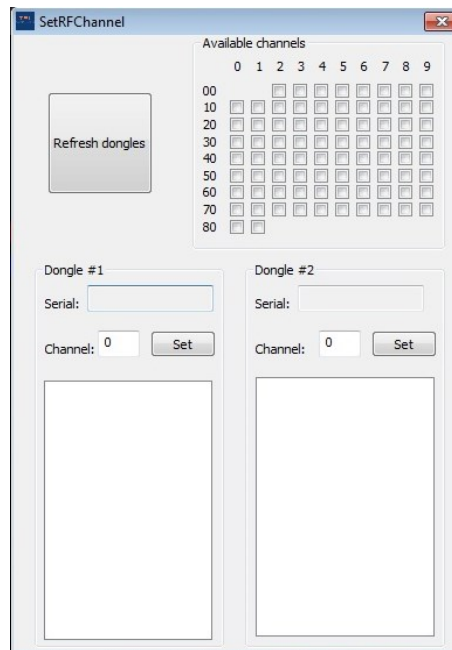 SetRFChannel
Available channels
0 1 2 3 4 5 6 7 8 9
00
10
20
30
40
50
60
70
80
Refresh dongles
Dongle #1
Serial:
Channel: 0 Set
Dongle #2
Serial:
Channel: 0 Set